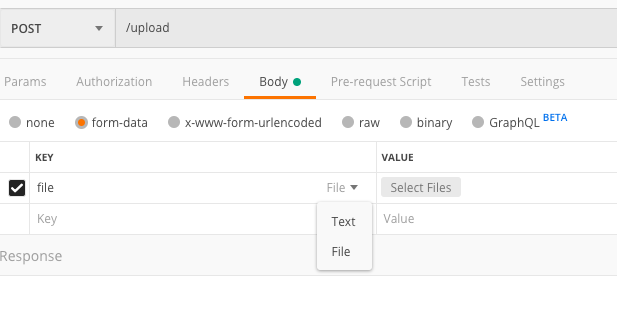 POST /upload
Params Authorization Headers Body Pre-request Script Tests Settings
none form-data x-www-form-urlencoded raw binary GraphQL BETA
KEY VALUE
file File Select Files
Key Value
Text
File
Response